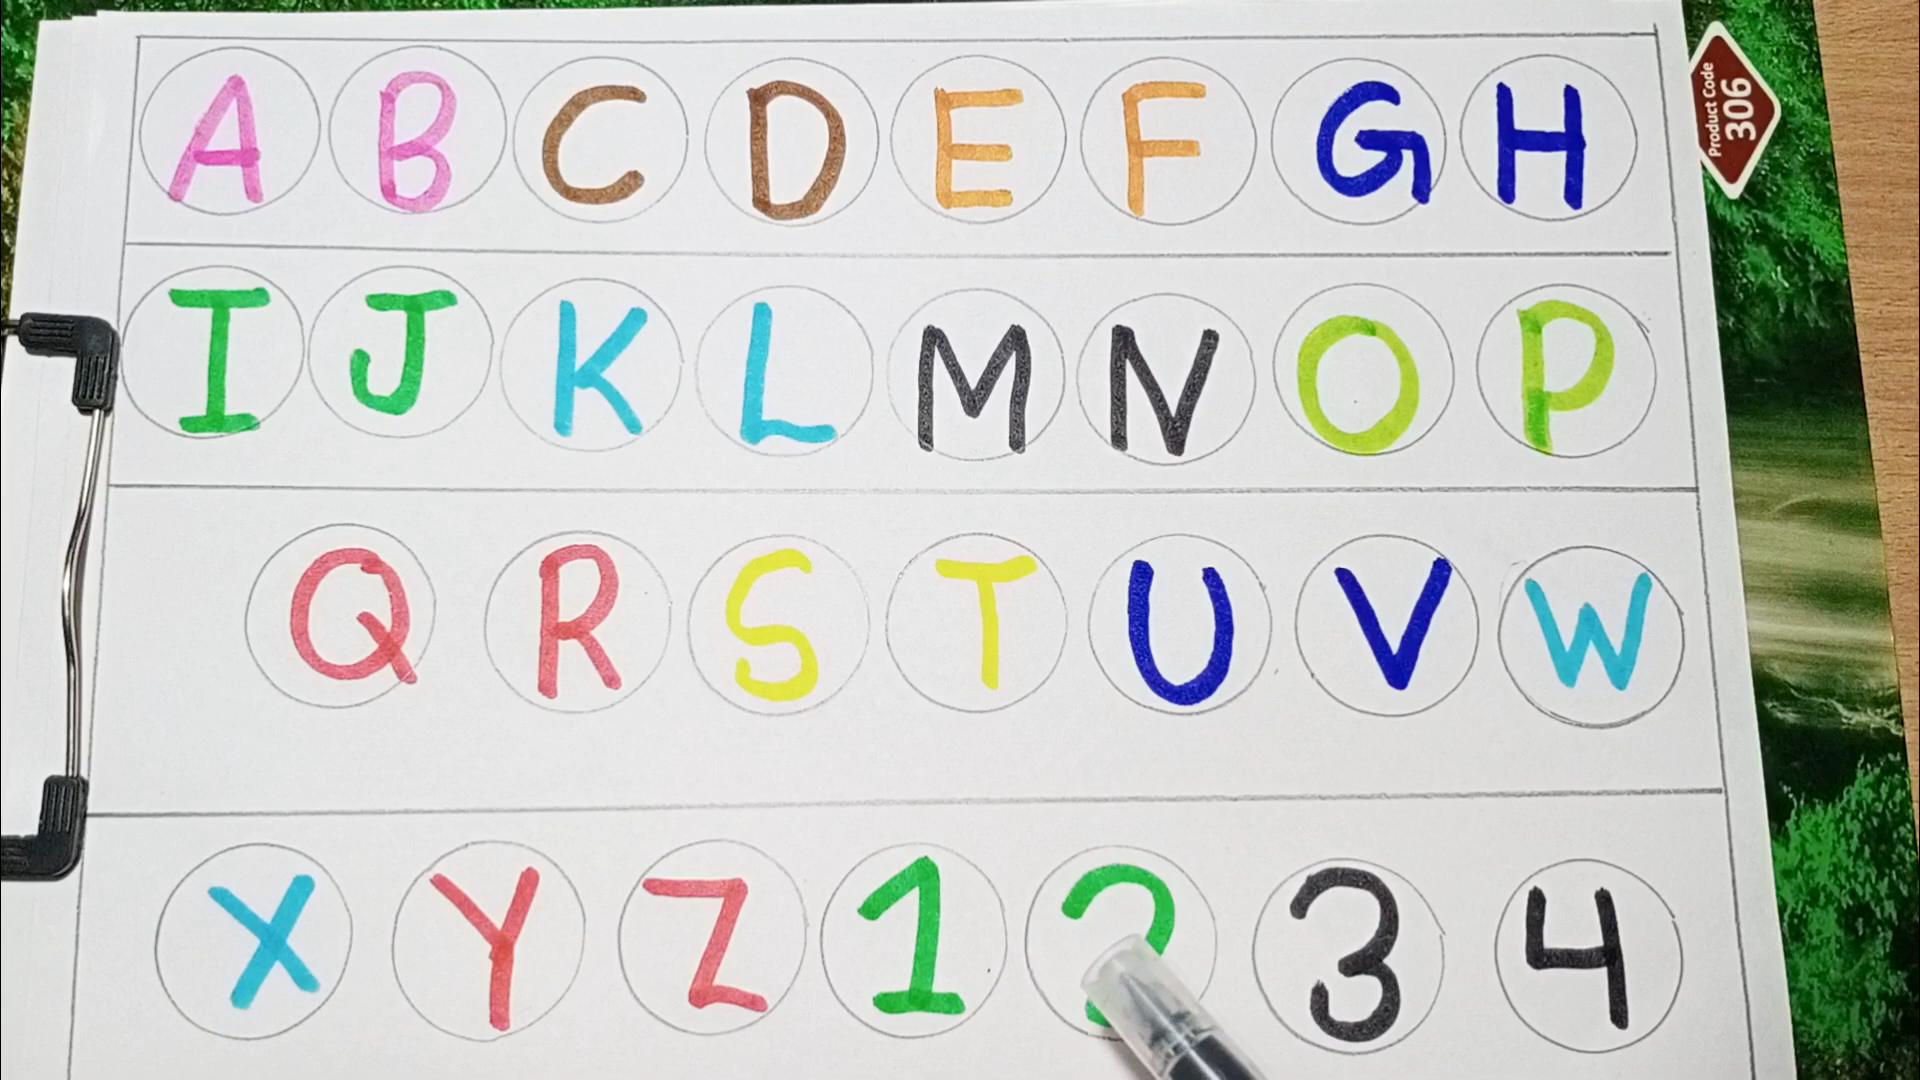 A B C D E F G H
I J K L M N O P
Q R S T U V W
X Y Z 1 2 3 4
Product Code
306